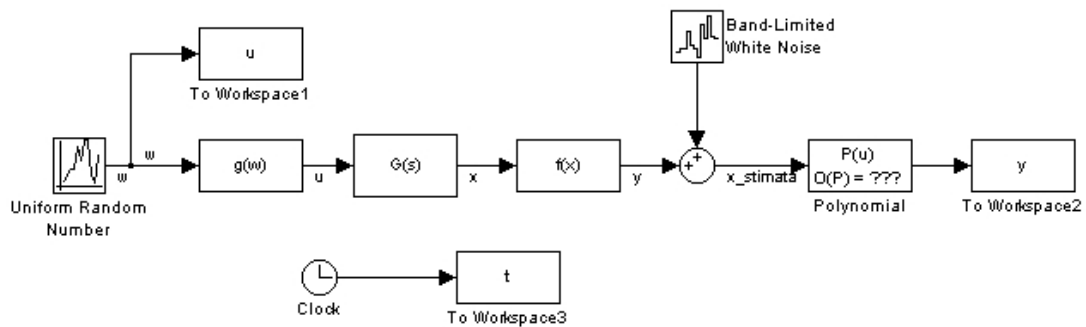 Band-Limited
White Noise
u
To Workspace1
w
w
g(w)
u
G(s)
x
f(x)
y
++
x_stimata
P(u)
O(P) = ???
Polynomial
y
To Workspace2
Uniform Random
Number
t
Clock
To Workspace3